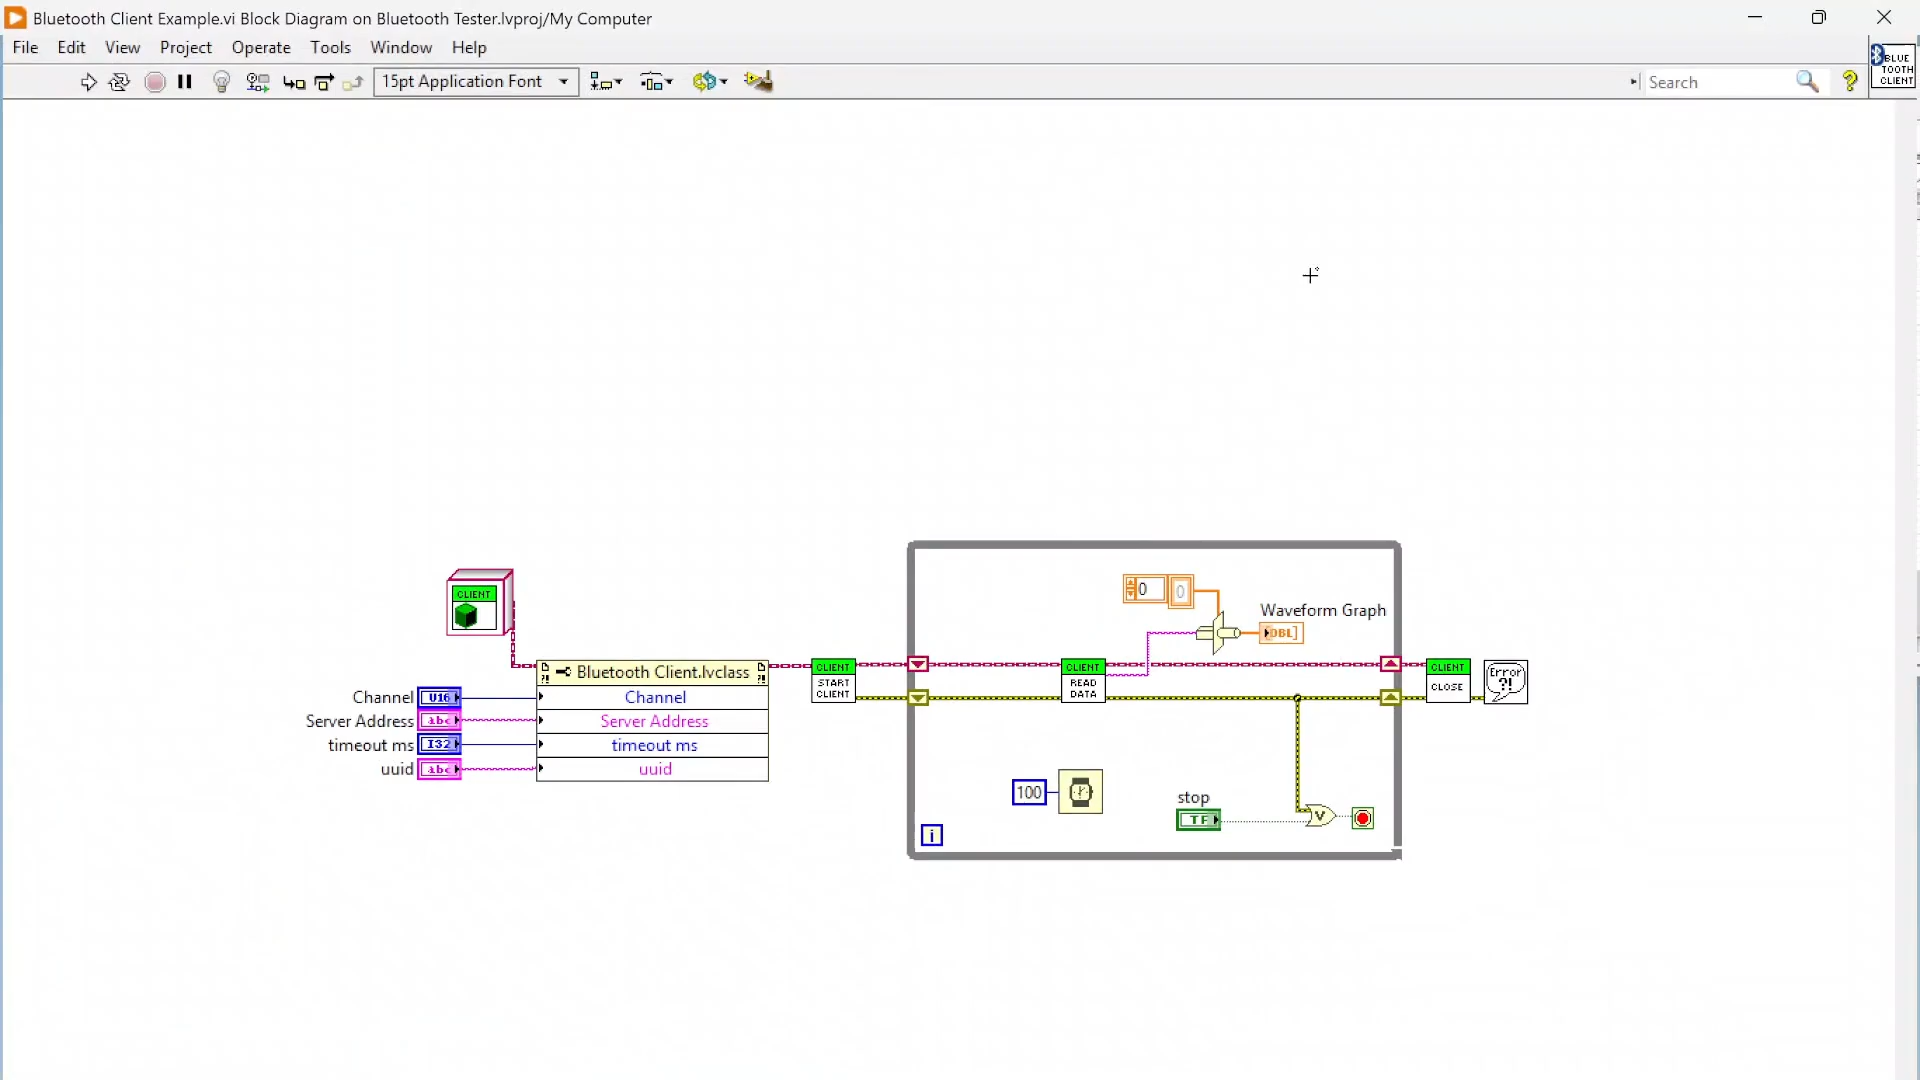 Bluetooth Client Example.vi Block Diagram on Bluetooth Tester.lvproj/My Computer
File Edit View Project Operate Tools Window Help
15pt Application Font
Search
BLUE
TOOTH
CLIENT
CLIENT
0 0
Waveform Graph
DBL]
Bluetooth Client.lvclass
Channel U16 Channel
Server Address abc Server Address
timeout ms I32 timeout ms
uuid abc uuid
CLIENT
START
CLIENT
CLIENT
READ
DATA
CLIENT
CLOSE
Error
?!
100
stop
TF
V
i